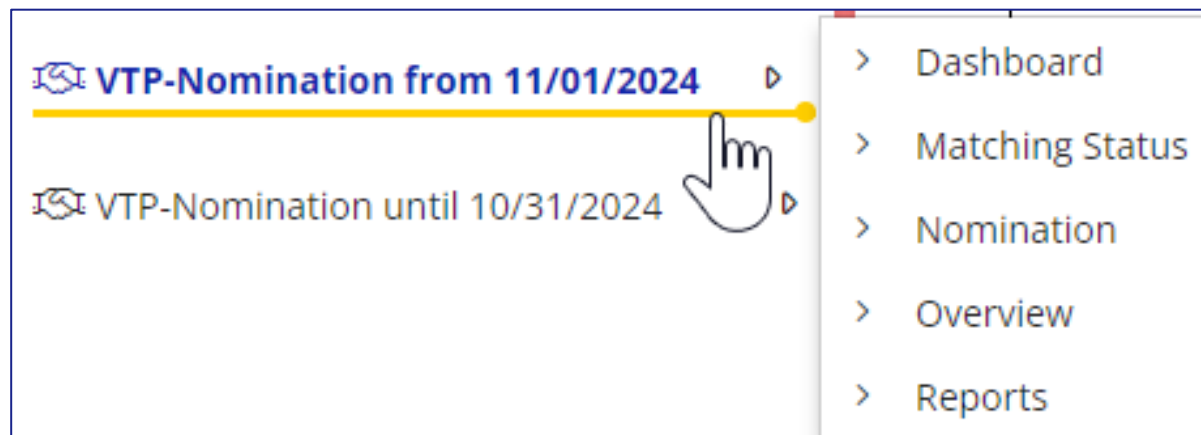 VTP-Nomination from 11/01/2024
VTP-Nomination until 10/31/2024
Dashboard
Matching Status
Nomination
Overview
Reports